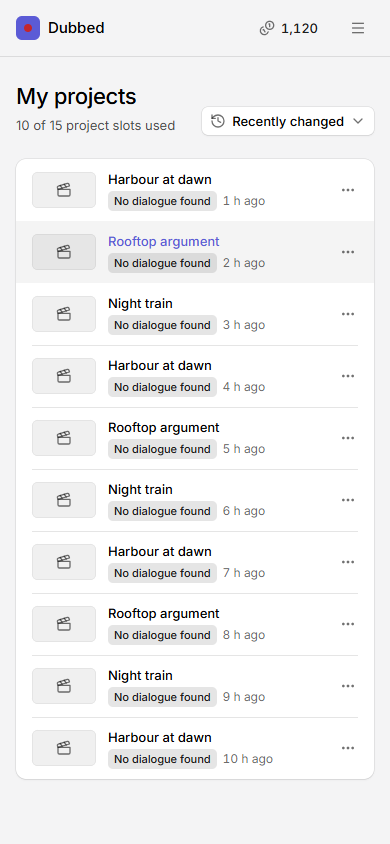 Dubbed
1,120
My projects
10 of 15 project slots used
Recently changed
Harbour at dawn
No dialogue found 1 h ago
Rooftop argument
No dialogue found 2 h ago
Night train
No dialogue found 3 h ago
Harbour at dawn
No dialogue found 4 h ago
Rooftop argument
No dialogue found 5 h ago
Night train
No dialogue found 6 h ago
Harbour at dawn
No dialogue found 7 h ago
Rooftop argument
No dialogue found 8 h ago
Night train
No dialogue found 9 h ago
Harbour at dawn
No dialogue found 10 h ago